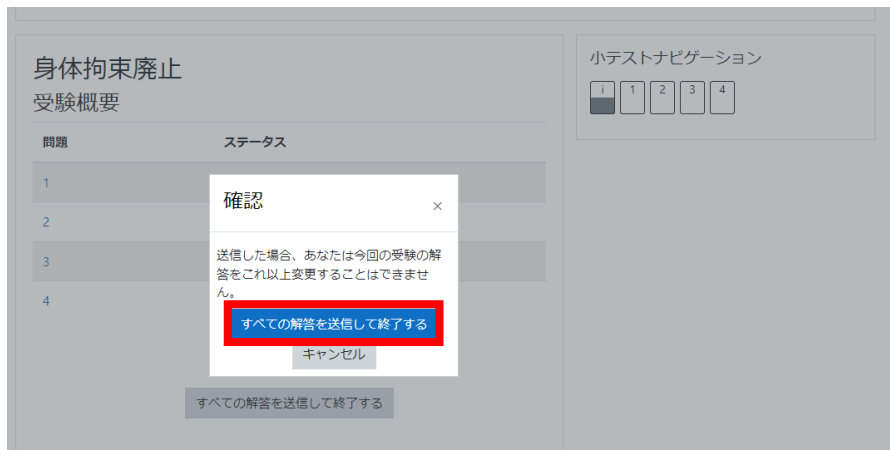 身体拘束廃止
受験概要
問題 ステータス
1
2
3
4
確認 ×
送信した場合、あなたは今回の受験の解
答をこれ以上変更することはできませ
ん。
すべての解答を送信して終了する
キャンセル
すべての解答を送信して終了する
小テストナビゲーション
i 1 2 3 4